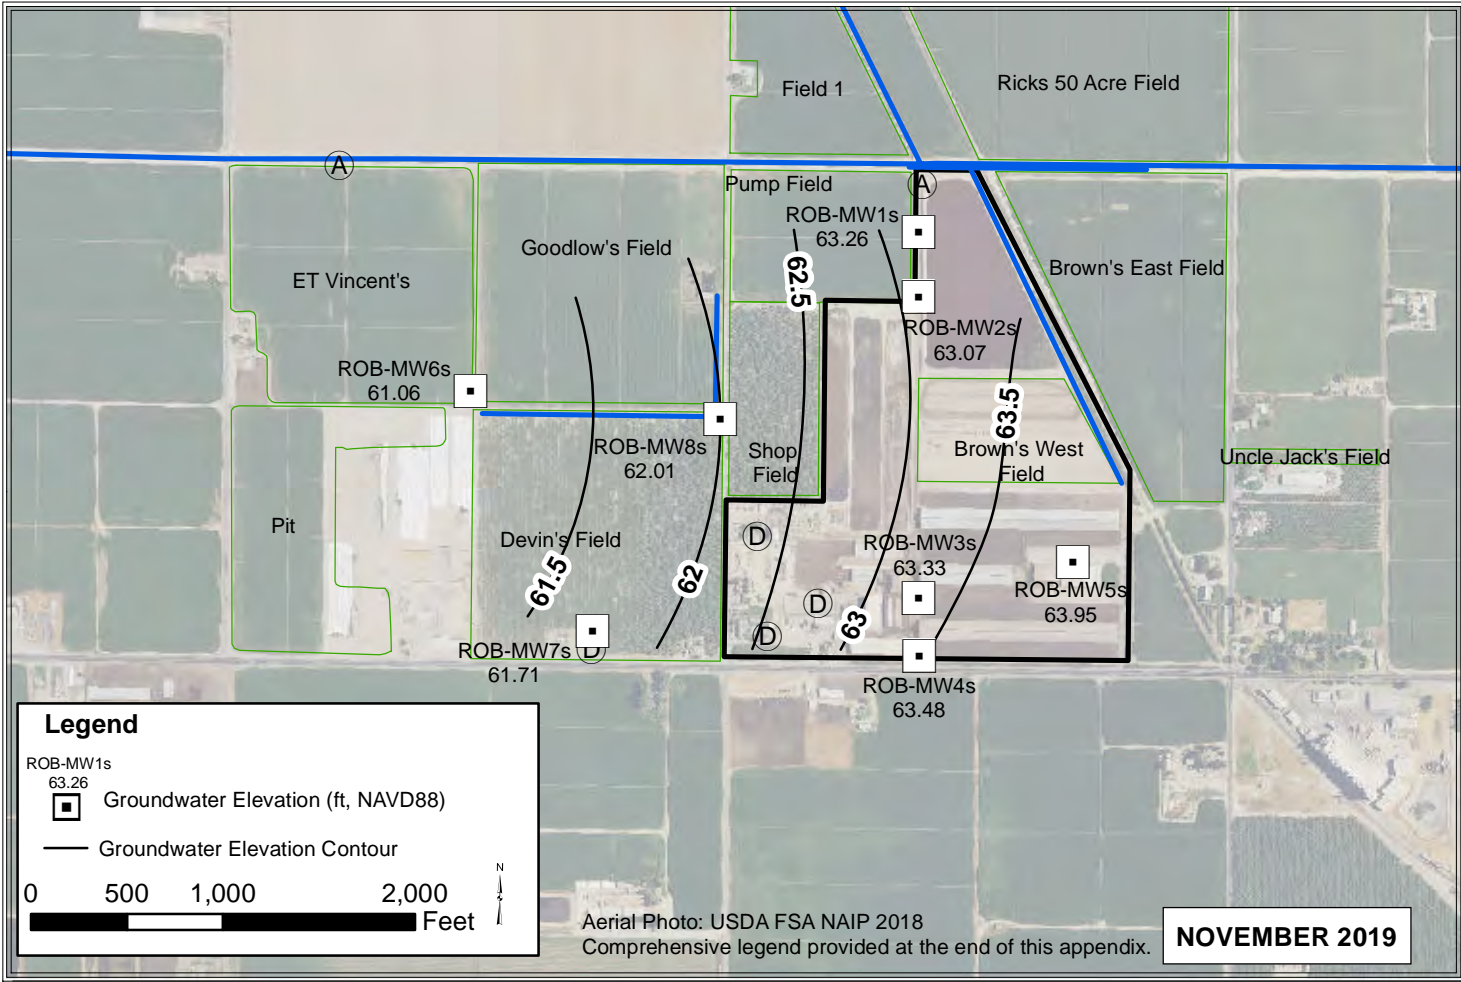 Field 1
Ricks 50 Acre Field
A
Pump Field
A
ROB-MW1s
63.26
Goodlow's Field
ET Vincent's
62.5
Brown's East Field
ROB-MW2s
63.07
ROB-MW6s
61.06
63.5
ROB-MW8s
62.01
Shop
Field
Brown's West
Field
Uncle Jack's Field
Pit
Devin's Field
D
ROB-MW3s
63.33
61.5
62
D
ROB-MW5s
63.95
63
D
ROB-MW7s
61.71
D
ROB-MW4s
63.48
Legend
ROB-MW1s
63.26
Groundwater Elevation (ft, NAVD88)
Groundwater Elevation Contour
N
0 500 1,000 2,000
Feet
Aerial Photo: USDA FSA NAIP 2018
Comprehensive legend provided at the end of this appendix.
NOVEMBER 2019